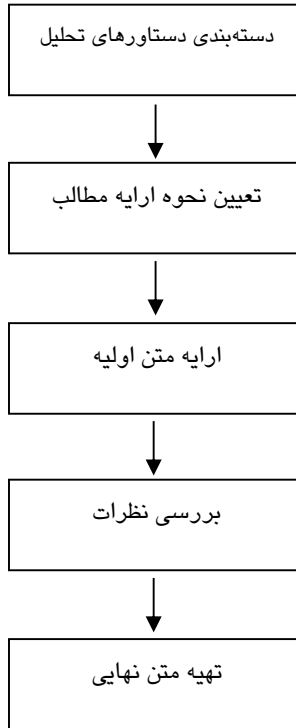 دسته‌بندی دستاورهای تحلیل
تعیین نحوه ارایه مطالب
ارایه متن اولیه
بررسی نظرات
تهیه متن نهایی